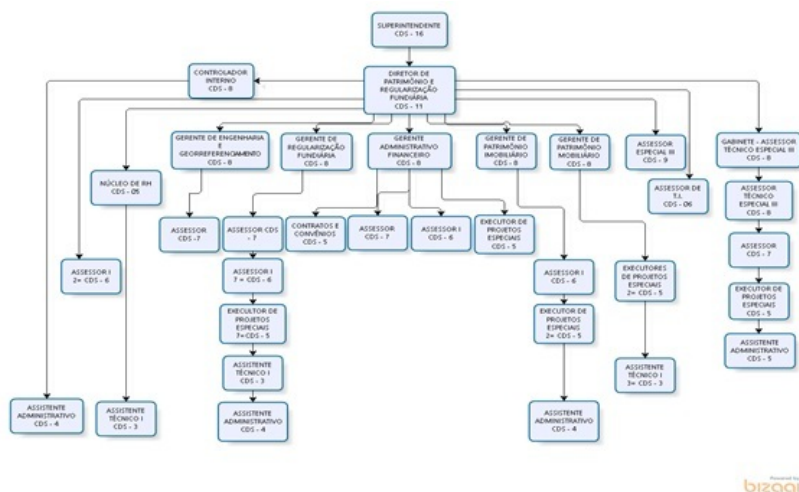 SUPERINTENDENTE
CDS - 16
CONTROLADOR
INTERNO
CDS - 8
DIRETOR DE
PATRIMÔNIO E
REGULARIZAÇÃO
FUNDIÁRIA
CDS - 11
GERENTE DE ENGENHARIA
E
GEORREFERENCIAMENTO
CDS - 8
GERENTE DE
REGULARIZAÇÃO
FUNDIÁRIA
CDS - 8
GERENTE
ADMINISTRATIVO
FINANCEIRO
CDS - 8
GERENTE DE
PATRIMÔNIO
IMOBILIÁRIO
CDS - 8
GERENTE DE
PATRIMÔNIO
MOBILIÁRIO
CDS - 8
ASSESSOR
ESPECIAL III
CDS - 9
GABINETE - ASSESSOR
TÉCNICO ESPECIAL III
CDS - 8
NÚCLEO DE RH
CDS - 05
ASSESSOR DE
T.I.
CDS - 06
ASSESSOR
TÉCNICO
ESPECIAL III
CDS - 8
ASSESSOR
CDS -7
ASSESSOR CDS
- 7
CONTRATOS E
CONVÊNIOS
CDS - 5
ASSESSOR
CDS - 7
ASSESSOR I
CDS - 6
EXECUTOR DE
PROJETOS
ESPECIAIS
CDS - 5
ASSESSOR
CDS - 7
ASSESSOR I
2= CDS - 6
ASSESSOR I
7 = CDS - 6
ASSESSOR I
CDS - 6
EXECUTORES DE
PROJETOS
ESPECIAIS
2= CDS - 5
EXECUTOR DE
PROJETOS
ESPECIAIS
CDS - 5
EXECULTOR DE
PROJETOS
ESPECIAIS
7= CDS - 5
EXECUTOR DE
PROJETOS
ESPECIAIS
2= CDS - 5
ASSISTENTE
ADMINISTRATIVO
CDS - 5
ASSISTENTE
TÉCNICO I
CDS - 3
ASSISTENTE
TÉCNICO I
3= CDS - 3
ASSISTENTE
ADMINISTRATIVO
CDS - 4
ASSISTENTE
TÉCNICO I
CDS - 3
ASSISTENTE
ADMINISTRATIVO
CDS - 4
ASSISTENTE
ADMINISTRATIVO
CDS - 4
Powered by
bizagi